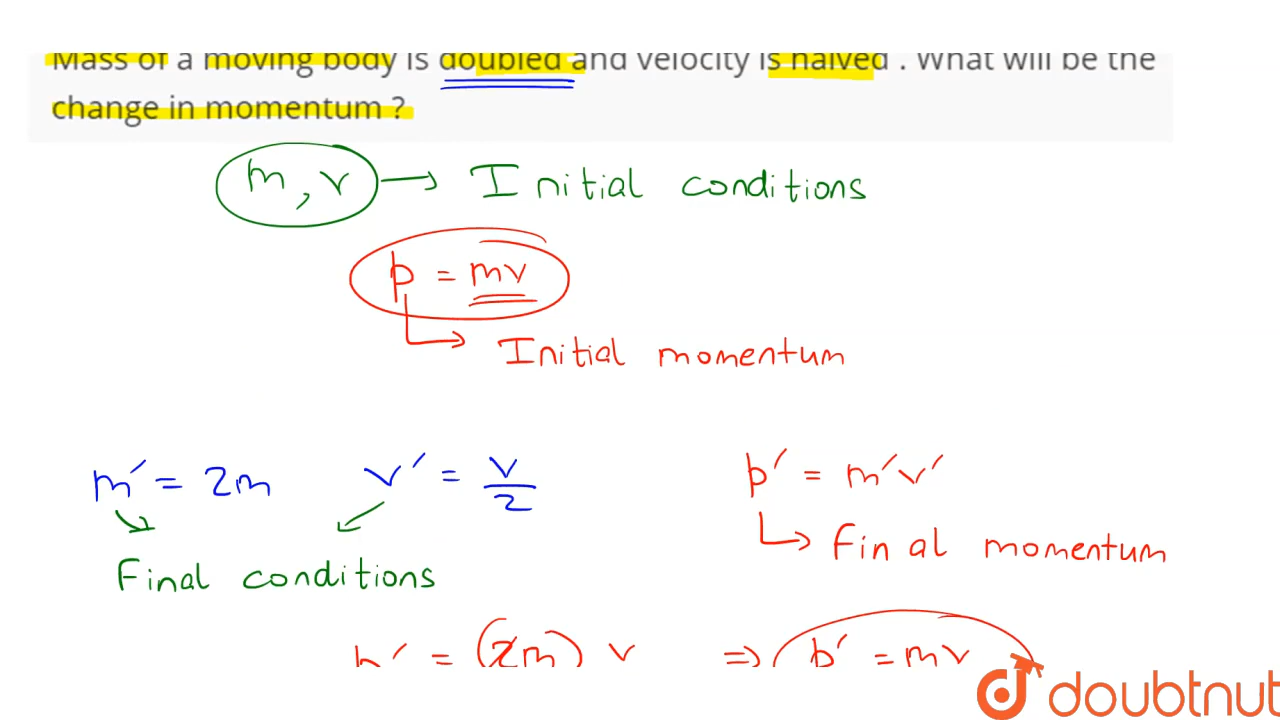 Mass of a moving body is doubled and velocity is halved . What will be the
change in momentum ?
m, v → Initial conditions
p = mv
Initial momentum
m′ = 2m v′ = v/2 p′ = m′v′
Final momentum
Final conditions
p′ = (2m) v ⇒ p′ = mv
doubtnut